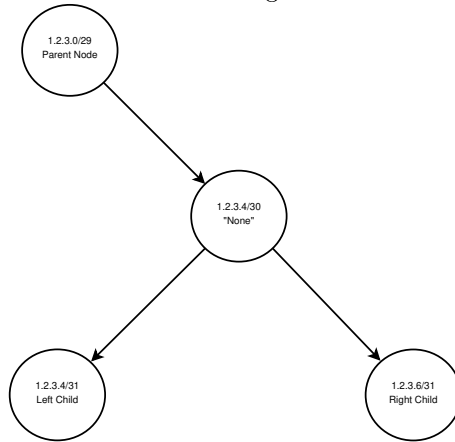 1.2.3.0/29
Parent Node
1.2.3.4/30
"None"
1.2.3.4/31
Left Child
1.2.3.6/31
Right Child